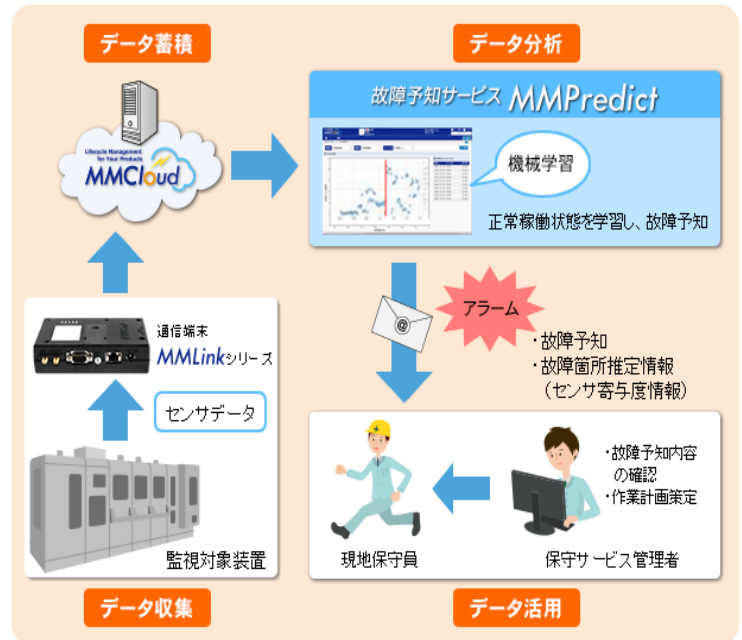 データ蓄積
Lifecycle Management
for Your Products
MMCloud
データ分析
故障予知サービス MMPredict
機械学習
正常稼働状態を学習し、故障予知
通信端末
MMLinkシリーズ
センサデータ
監視対象装置
データ収集
@
アラーム
・故障予知
・故障箇所推定情報
（センサ寄与度情報）
・故障予知内容
の確認
・作業計画策定
現地保守員
保守サービス管理者
データ活用